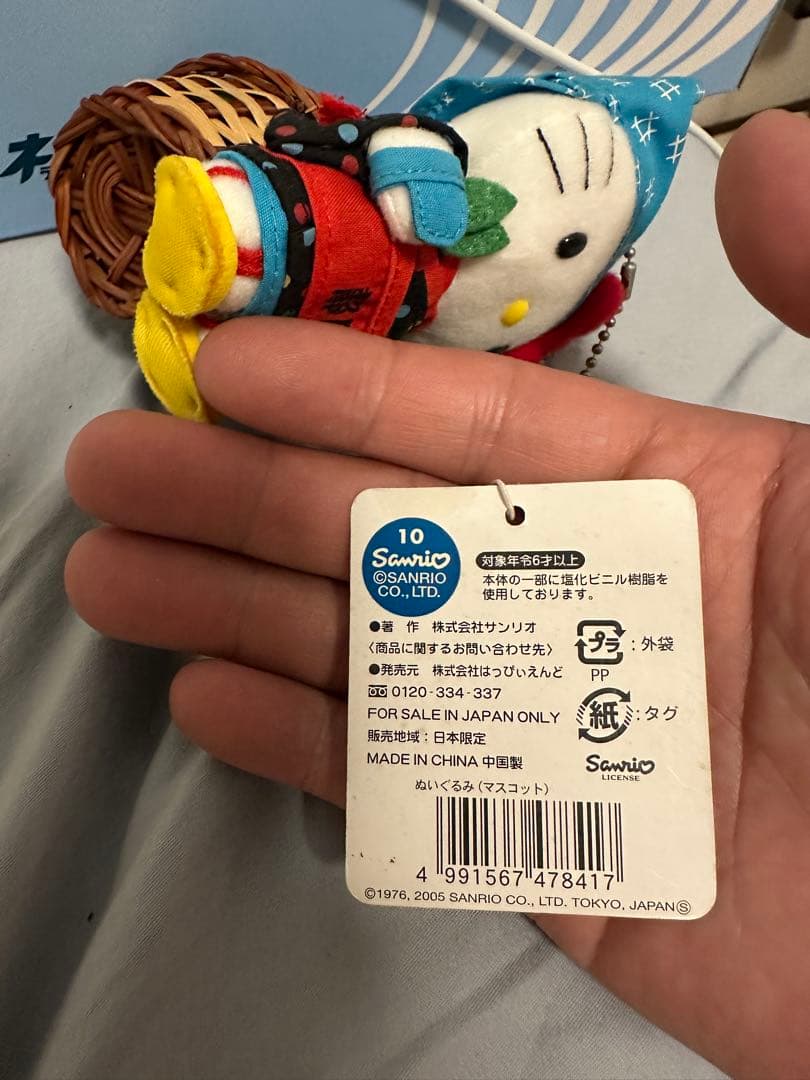 ネ
10
Sanrio
©SANRIO
CO., LTD.
対象年令6才以上
本体の一部に塩化ビニル樹脂を
使用しております。
●著 作 株式会社サンリオ
〈商品に関するお問い合わせ先〉
●発売元 株式会社はっぴぃえんど
0120-334-337
FOR SALE IN JAPAN ONLY
販売地域：日本限定
MADE IN CHINA 中国製
プラ：外袋
PP
紙：タグ
Sanrio
LICENSE
ぬいぐるみ（マスコット）
4 991567 478417
©1976, 2005 SANRIO CO., LTD. TOKYO, JAPAN Ⓢ